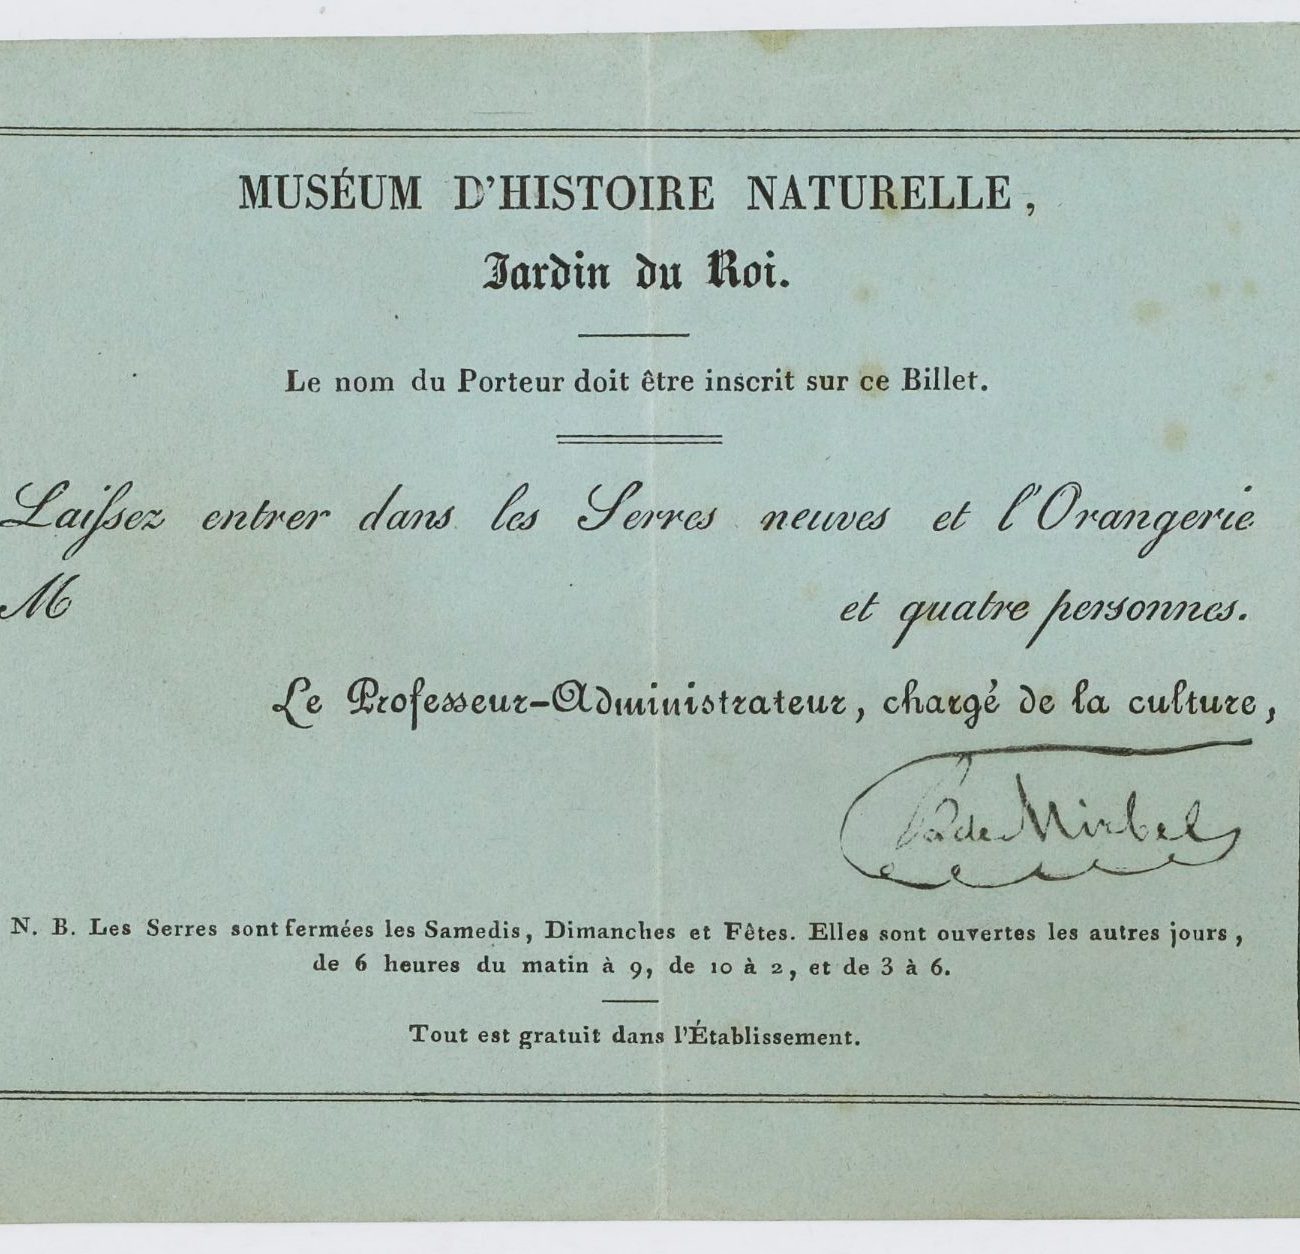 MUSÉUM D'HISTOIRE NATURELLE,
Jardin du Roi.
Le nom du Porteur doit être inscrit sur ce Billet.
Laiſsez entrer dans les Serres neuves et l'Orangerie
M et quatre personnes.
Le Professeur-Administrateur, chargé de la culture,
de Mirbel
N. B. Les Serres sont fermées les Samedis, Dimanches et Fêtes. Elles sont ouvertes les autres jours,
de 6 heures du matin à 9, de 10 à 2, et de 3 à 6.
Tout est gratuit dans l'Établissement.